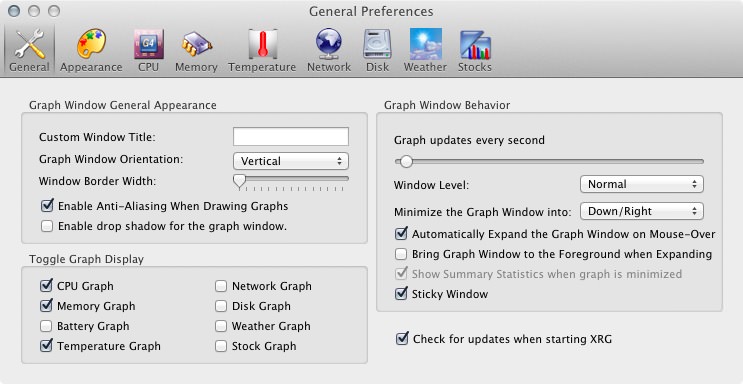 General Preferences
General Appearance CPU Memory Temperature Network Disk Weather Stocks
G4
Graph Window General Appearance
Custom Window Title:
Graph Window Orientation: Vertical
Window Border Width:
Enable Anti-Aliasing When Drawing Graphs
Enable drop shadow for the graph window.
Toggle Graph Display
CPU Graph Network Graph
Memory Graph Disk Graph
Battery Graph Weather Graph
Temperature Graph Stock Graph
Graph Window Behavior
Graph updates every second
Window Level: Normal
Minimize the Graph Window into: Down/Right
Automatically Expand the Graph Window on Mouse-Over
Bring Graph Window to the Foreground when Expanding
Show Summary Statistics when graph is minimized
Sticky Window
Check for updates when starting XRG